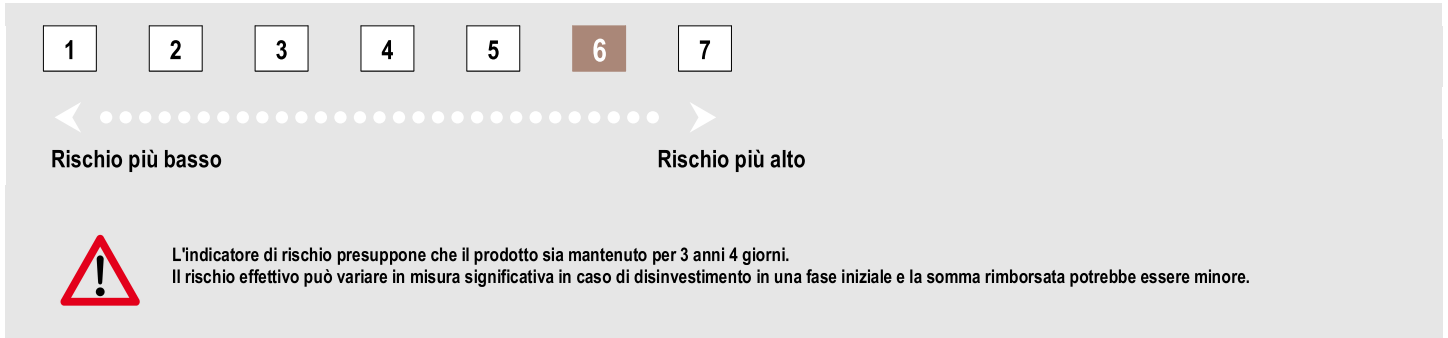 1 2 3 4 5 6 7
Rischio più basso Rischio più alto
L'indicatore di rischio presuppone che il prodotto sia mantenuto per 3 anni 4 giorni.
Il rischio effettivo può variare in misura significativa in caso di disinvestimento in una fase iniziale e la somma rimborsata potrebbe essere minore.